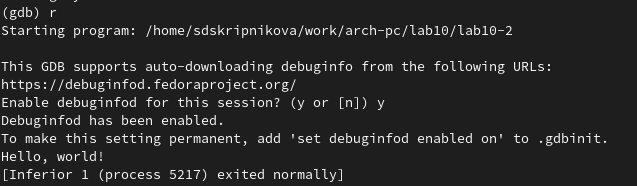 (gdb) r
Starting program: /home/sdskripnikova/work/arch-pc/lab10/lab10-2
This GDB supports auto-downloading debuginfo from the following URLs:
https://debuginfod.fedoraproject.org/
Enable debuginfod for this session? (y or [n]) y
Debuginfod has been enabled.
To make this setting permanent, add 'set debuginfod enabled on' to .gdbinit.
Hello, world!
[Inferior 1 (process 5217) exited normally]